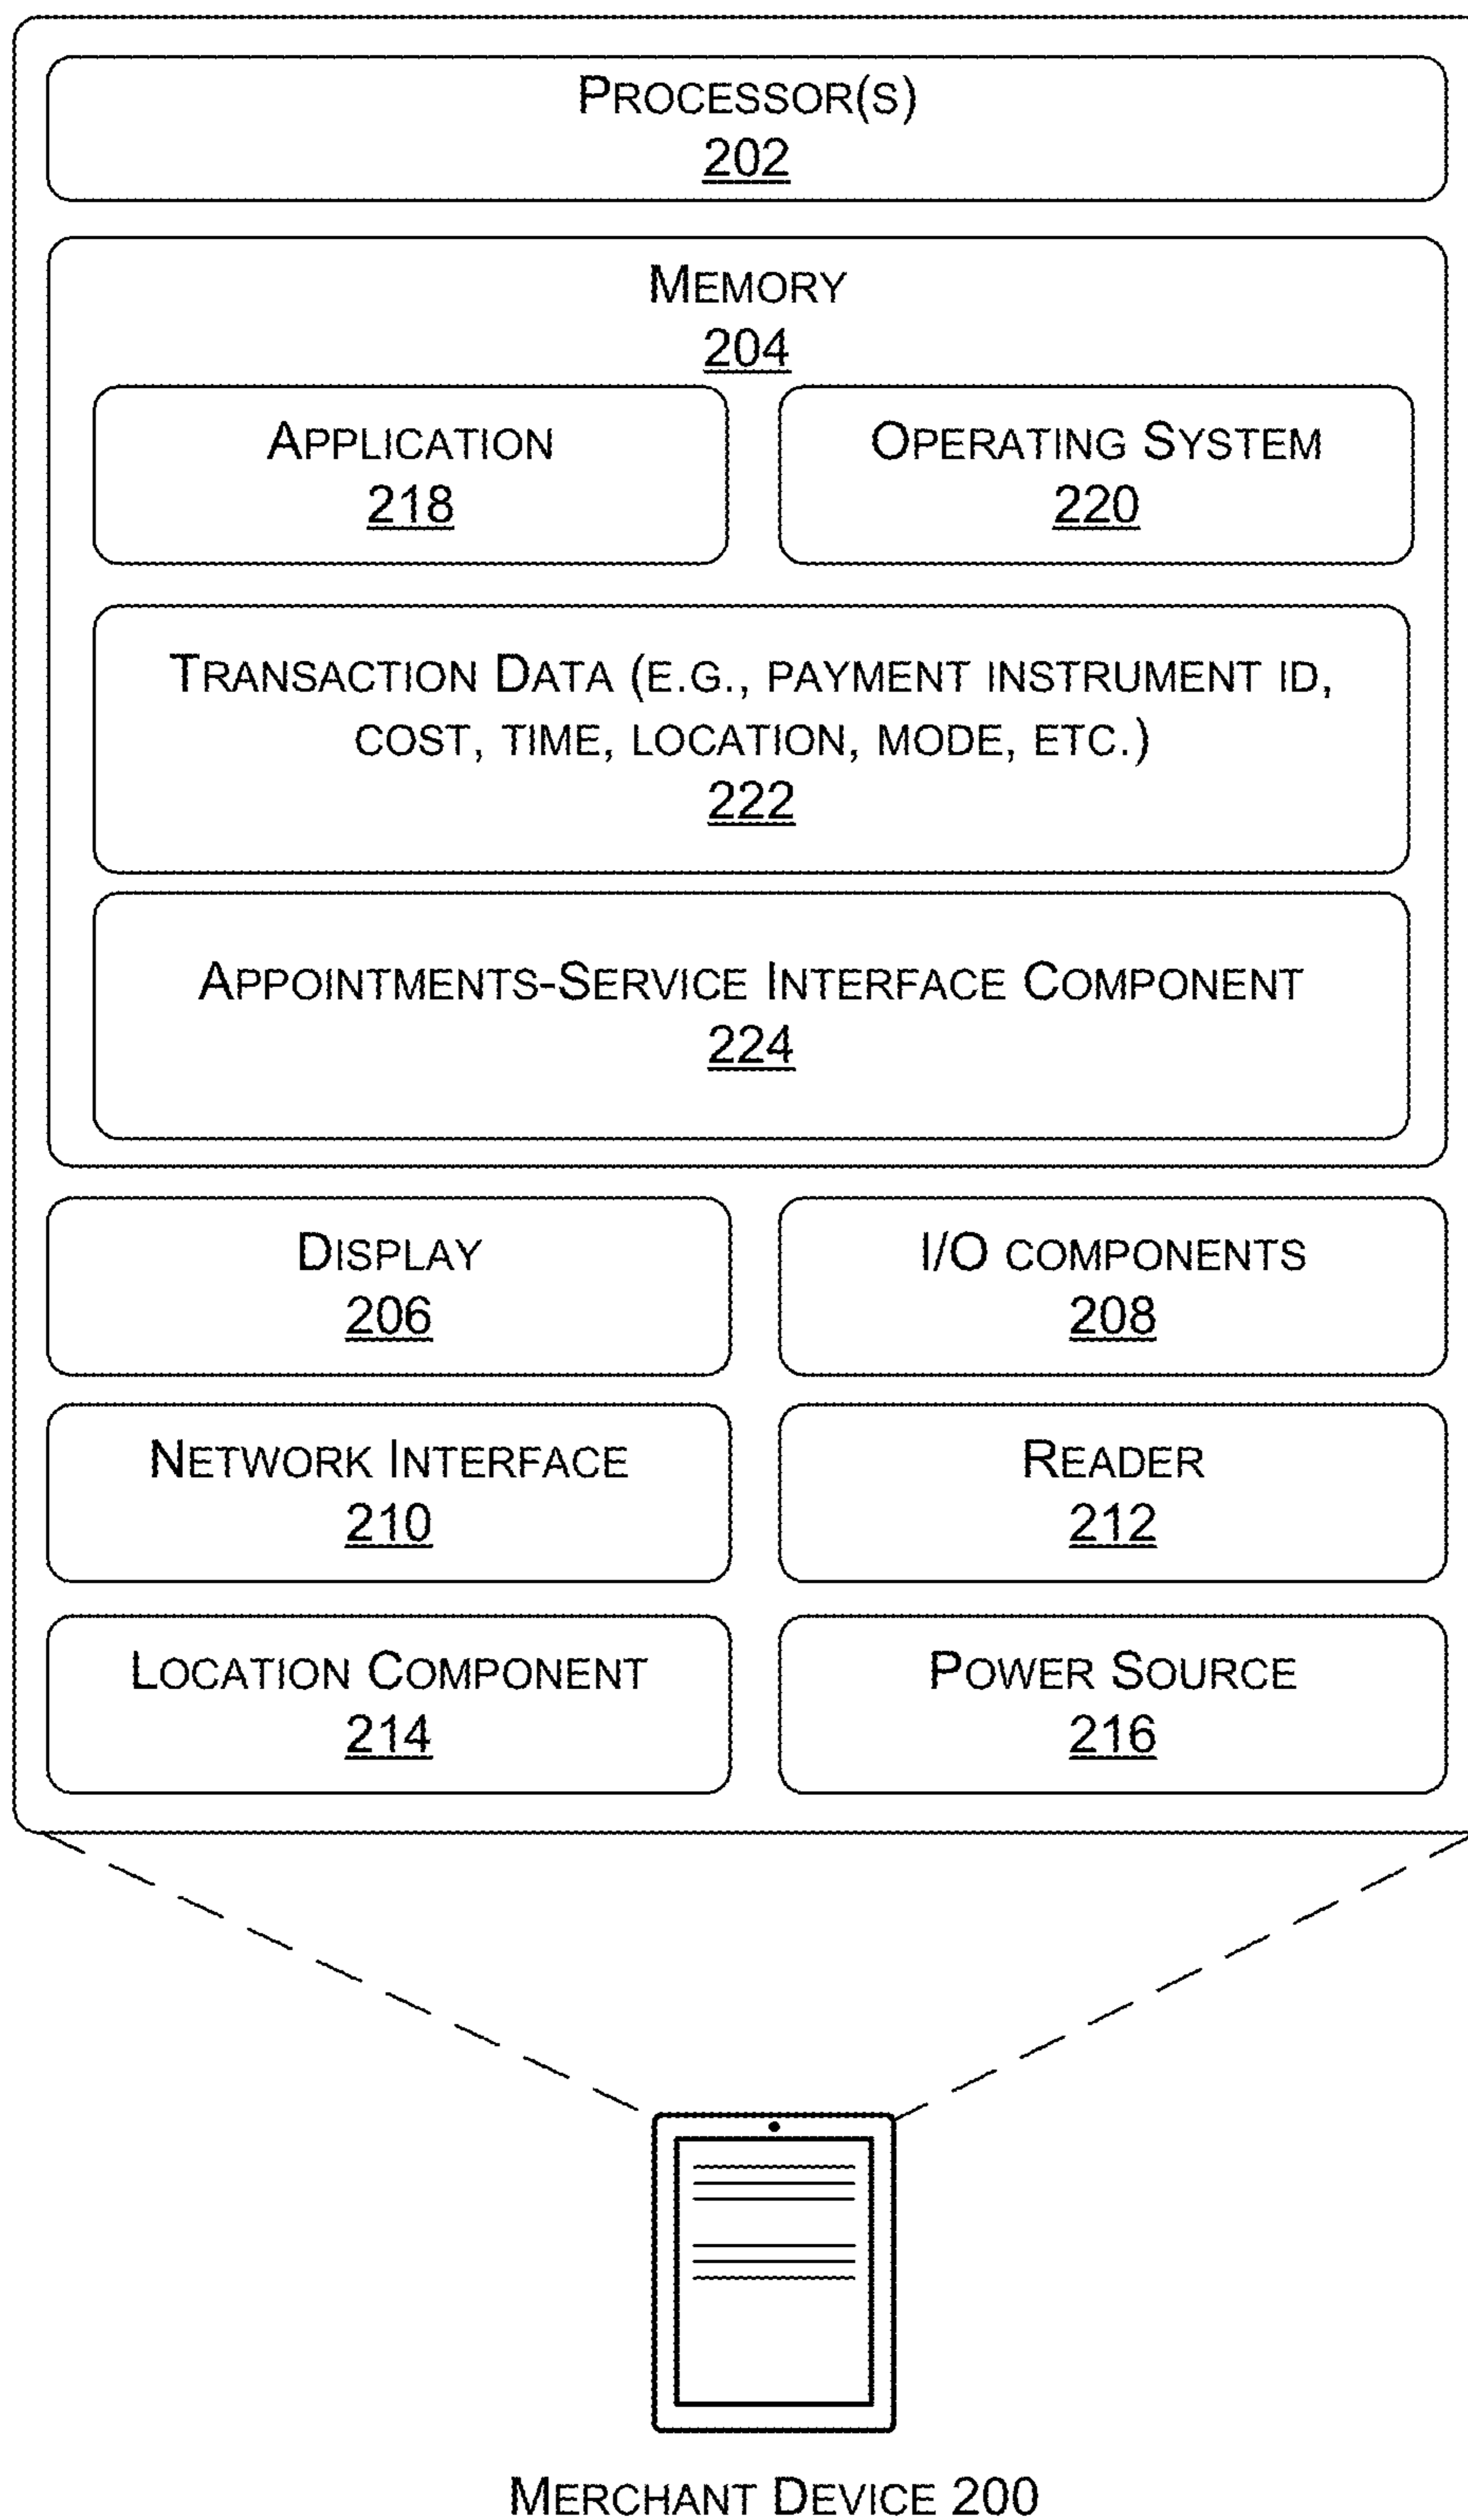 PROCESSOR(S)
202
MEMORY
204
APPLICATION
218
OPERATING SYSTEM
220
TRANSACTION DATA (E.G., PAYMENT INSTRUMENT ID,
COST, TIME, LOCATION, MODE, ETC.)
222
APPOINTMENTS-SERVICE INTERFACE COMPONENT
224
DISPLAY
206
I/O COMPONENTS
208
NETWORK INTERFACE
210
READER
212
LOCATION COMPONENT
214
POWER SOURCE
216
MERCHANT DEVICE 200